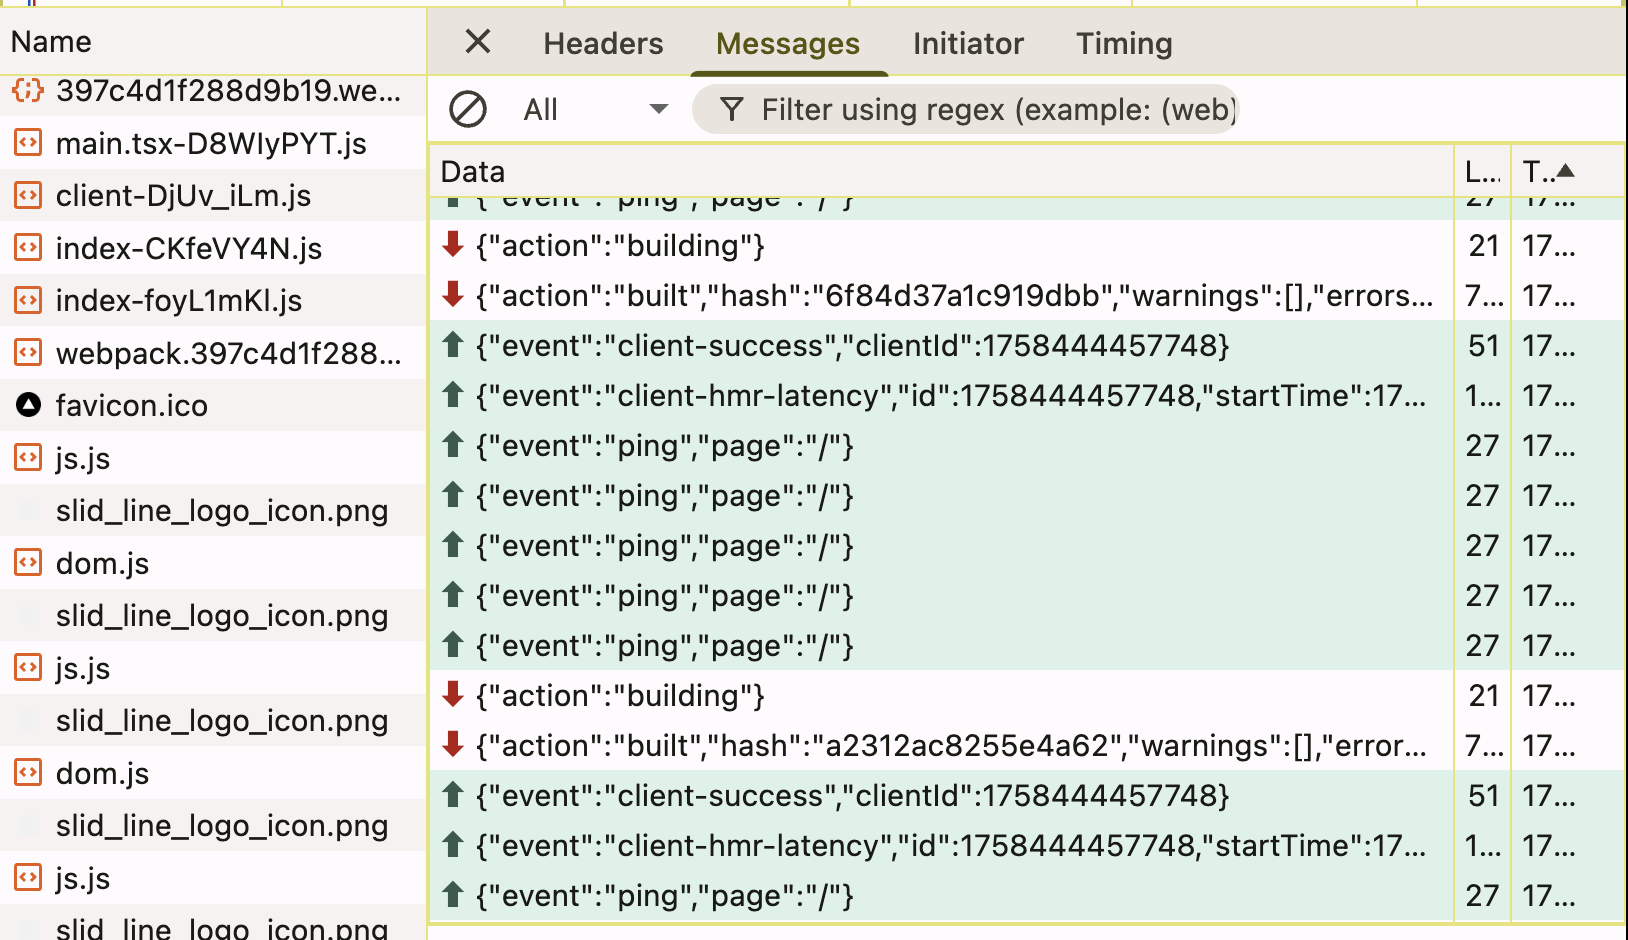 Name
397c4d1f288d9b19.we...
main.tsx-D8WIyPYT.js
client-DjUv_iLm.js
index-CKfeVY4N.js
index-foyL1mKl.js
webpack.397c4d1f288...
favicon.ico
js.js
slid_line_logo_icon.png
dom.js
slid_line_logo_icon.png
js.js
slid_line_logo_icon.png
dom.js
slid_line_logo_icon.png
js.js
slid_line_logo_icon.png
Headers Messages Initiator Timing
All Filter using regex (example: (web)
Data L... T..
{"event":"ping","page":"/"} 27 17...
{"action":"building"} 21 17...
{"action":"built","hash":"6f84d37a1c919dbb","warnings":[],"errors... 7... 17...
{"event":"client-success","clientId":1758444457748} 51 17...
{"event":"client-hmr-latency","id":1758444457748,"startTime":17... 1... 17...
{"event":"ping","page":"/"} 27 17...
{"event":"ping","page":"/"} 27 17...
{"event":"ping","page":"/"} 27 17...
{"event":"ping","page":"/"} 27 17...
{"event":"ping","page":"/"} 27 17...
{"action":"building"} 21 17...
{"action":"built","hash":"a2312ac8255e4a62","warnings":[],"error... 7... 17...
{"event":"client-success","clientId":1758444457748} 51 17...
{"event":"client-hmr-latency","id":1758444457748,"startTime":17... 1... 17...
{"event":"ping","page":"/"} 27 17...